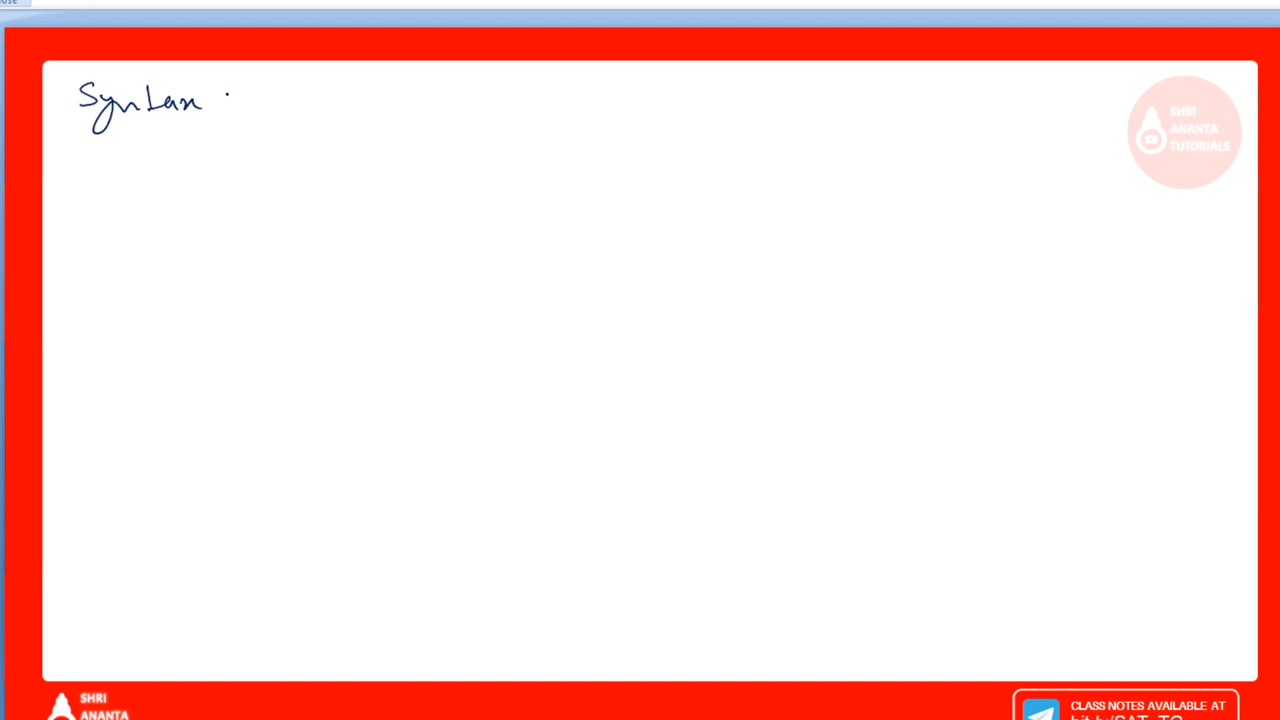 Syntax :
SHRI
ANANTA
TUTORIALS
SHRI
ANANTA
CLASS NOTES AVAILABLE AT